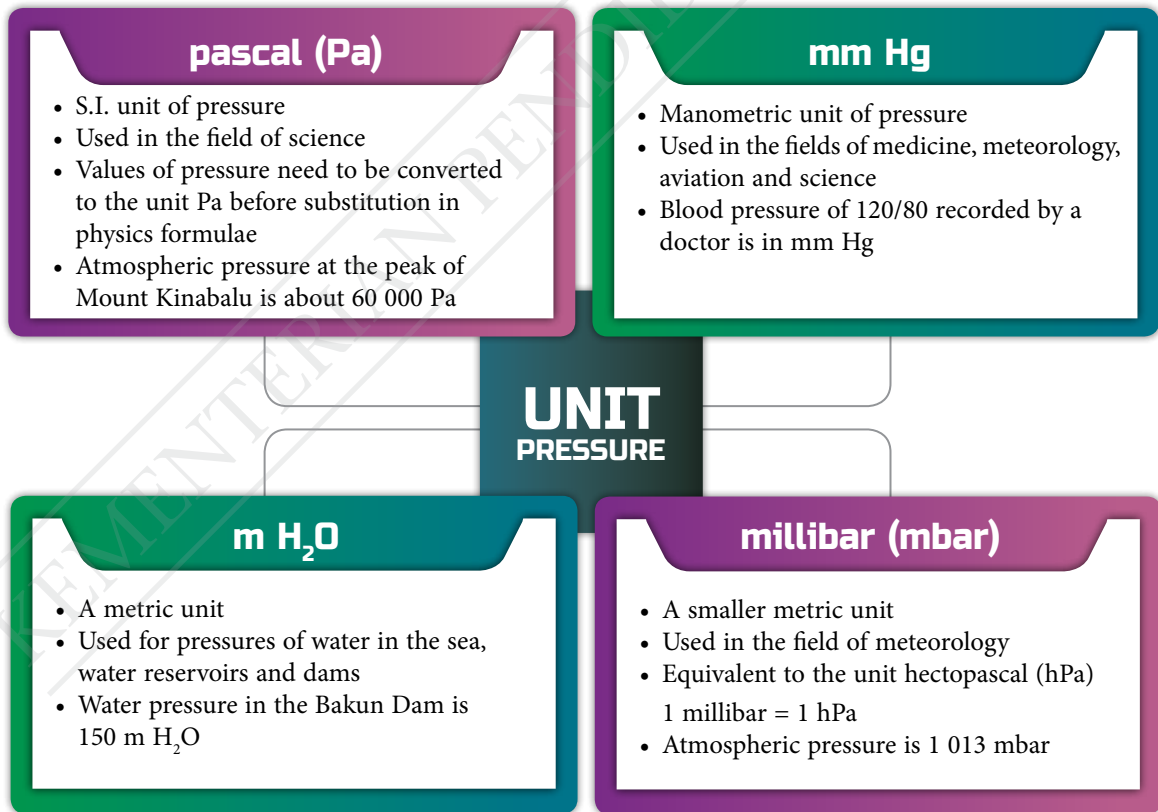 pascal (Pa)
• S.I. unit of pressure
• Used in the field of science
• Values of pressure need to be converted
to the unit Pa before substitution in
physics formulae
• Atmospheric pressure at the peak of
Mount Kinabalu is about 60 000 Pa
mm Hg
• Manometric unit of pressure
• Used in the fields of medicine, meteorology,
aviation and science
• Blood pressure of 120/80 recorded by a
doctor is in mm Hg
UNIT
PRESSURE
m H₂O
• A metric unit
• Used for pressures of water in the sea,
water reservoirs and dams
• Water pressure in the Bakun Dam is
150 m H₂O
millibar (mbar)
• A smaller metric unit
• Used in the field of meteorology
• Equivalent to the unit hectopascal (hPa)
1 millibar = 1 hPa
• Atmospheric pressure is 1 013 mbar
KEMENTERIAN